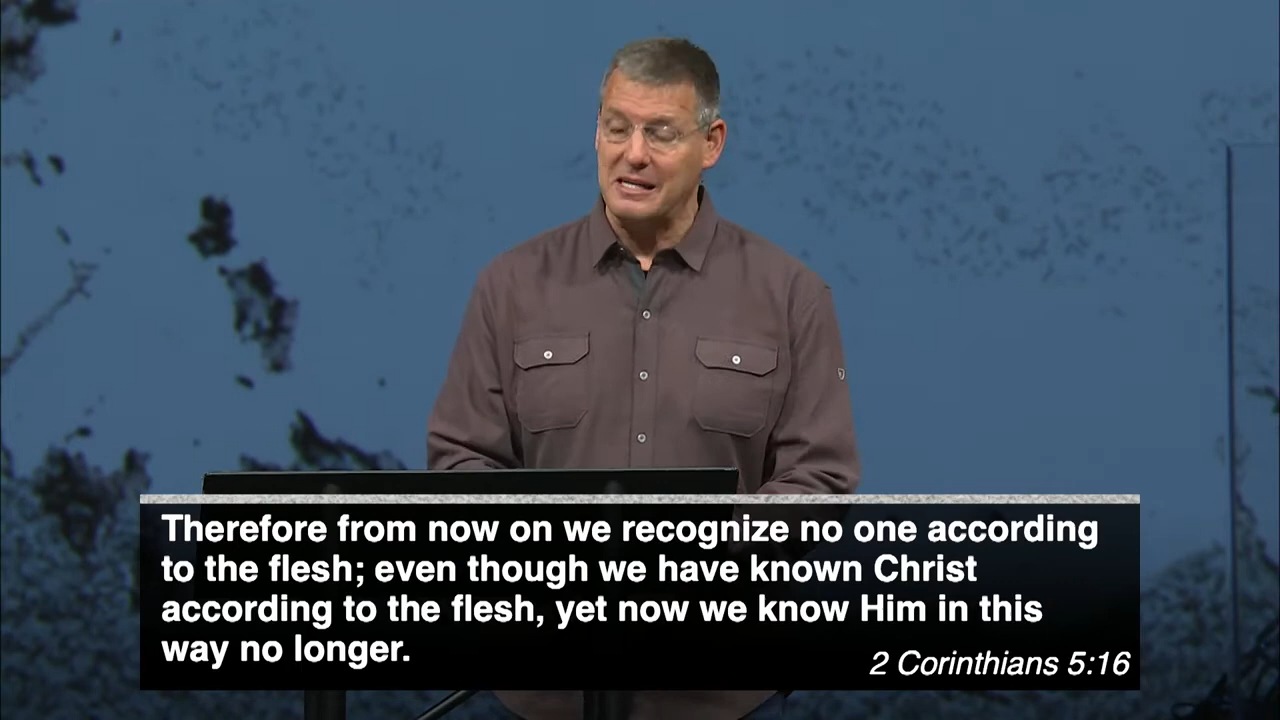 Therefore from now on we recognize no one according
to the flesh; even though we have known Christ
according to the flesh, yet now we know Him in this
way no longer.
2 Corinthians 5:16